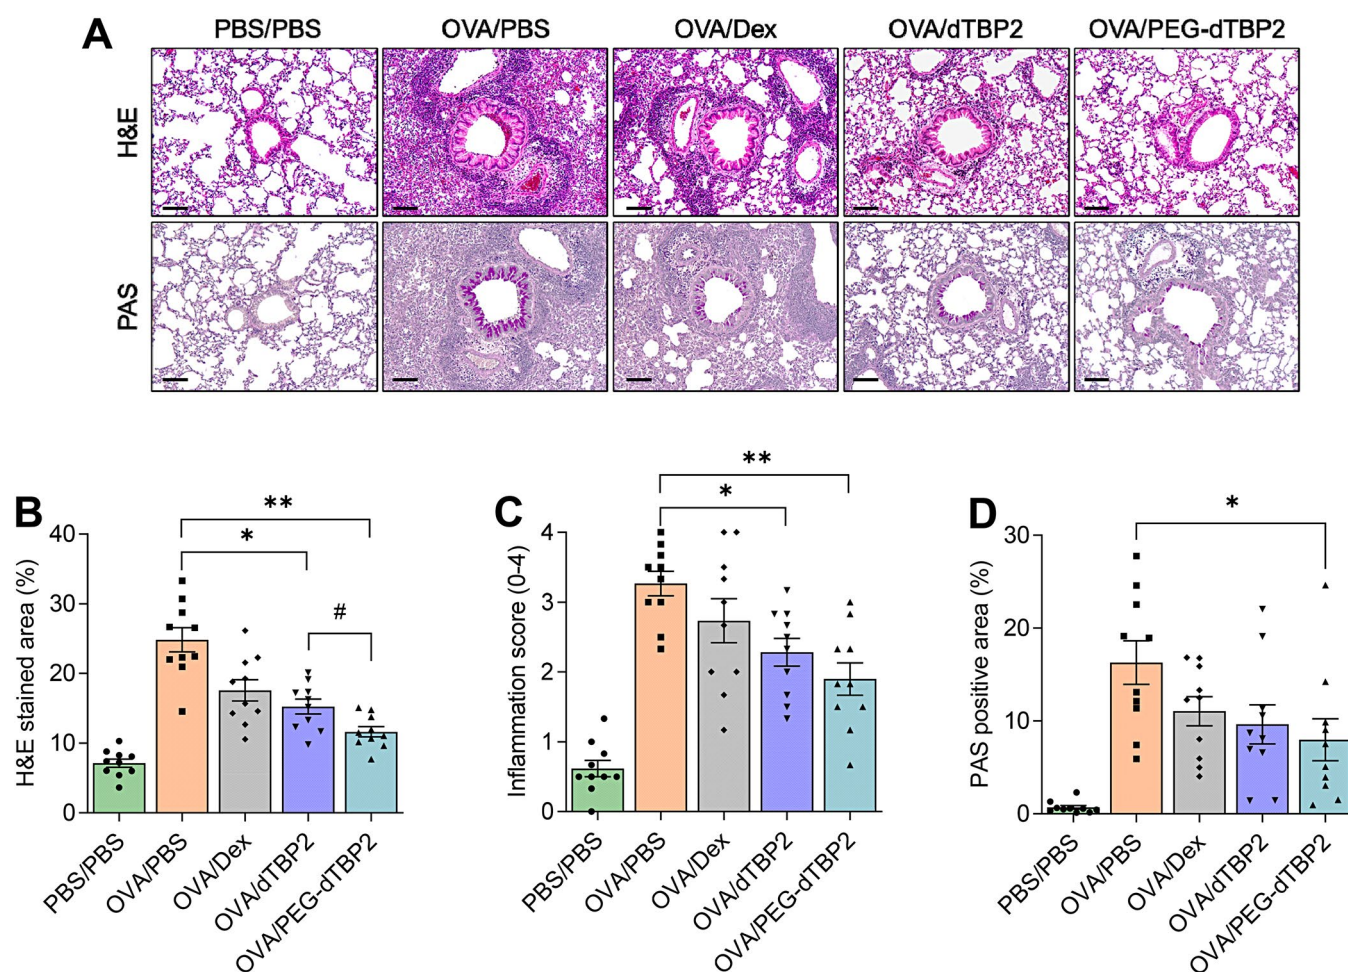 A
PBS/PBS OVA/PBS OVA/Dex OVA/dTBP2 OVA/PEG-dTBP2
H&E
PAS
B
H&E stained area (%)
40
30
20
10
0
**
*
#
PBS/PBS
OVA/PBS
OVA/Dex
OVA/dTBP2
OVA/PEG-dTBP2
C
Inflammation score (0-4)
4
3
2
1
0
**
*
PBS/PBS
OVA/PBS
OVA/Dex
OVA/dTBP2
OVA/PEG-dTBP2
D
PAS positive area (%)
30
20
10
0
*
PBS/PBS
OVA/PBS
OVA/Dex
OVA/dTBP2
OVA/PEG-dTBP2